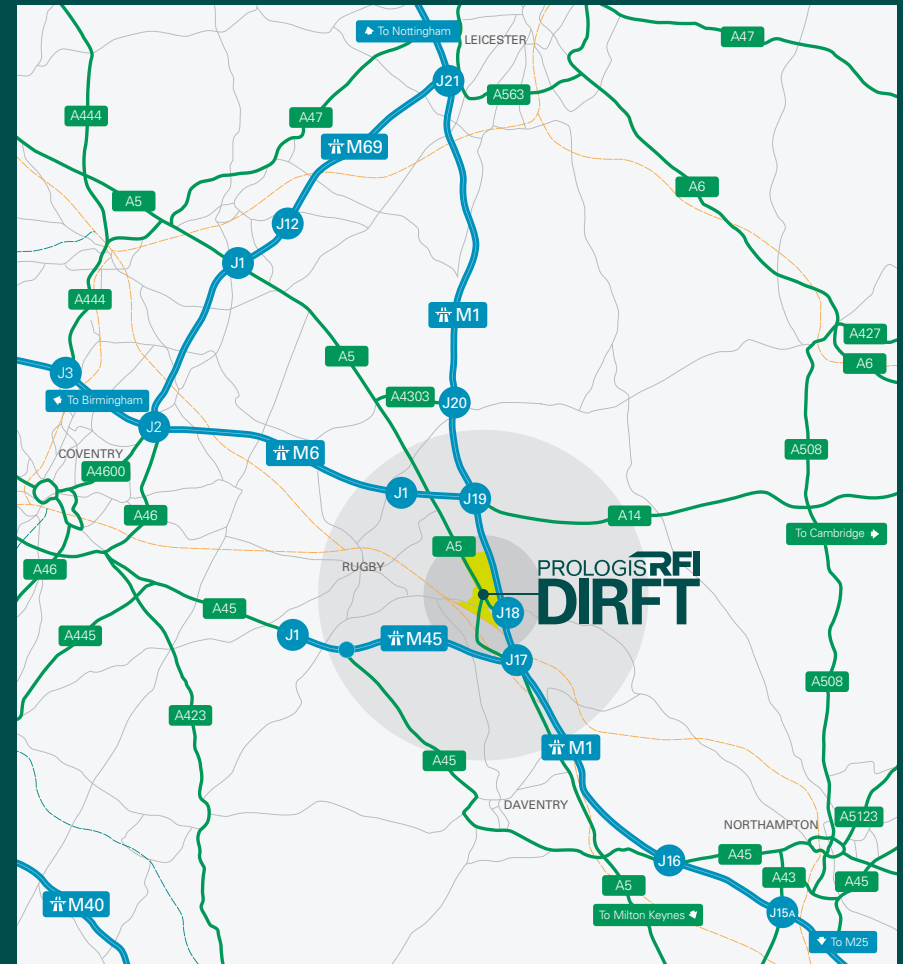 To Nottingham
LEICESTER
A47
J21
A563
A444
A47
M69
A6
A5
J12
J1
A444
M1
A427
A5
A6
J3
A4303
J20
To Birmingham
J2
A508
COVENTRY
M6
A4600
J1
J19
A46
A14
To Cambridge
A5
RUGBY
PROLOGIS RFI
DIRFT
A46
A45
J18
A445
J1
M45
J17
A508
A423
M1
A45
DAVENTRY
NORTHAMPTON
A5123
J16
A45
A43
A45
A5
M40
To Milton Keynes
J15A
To M25